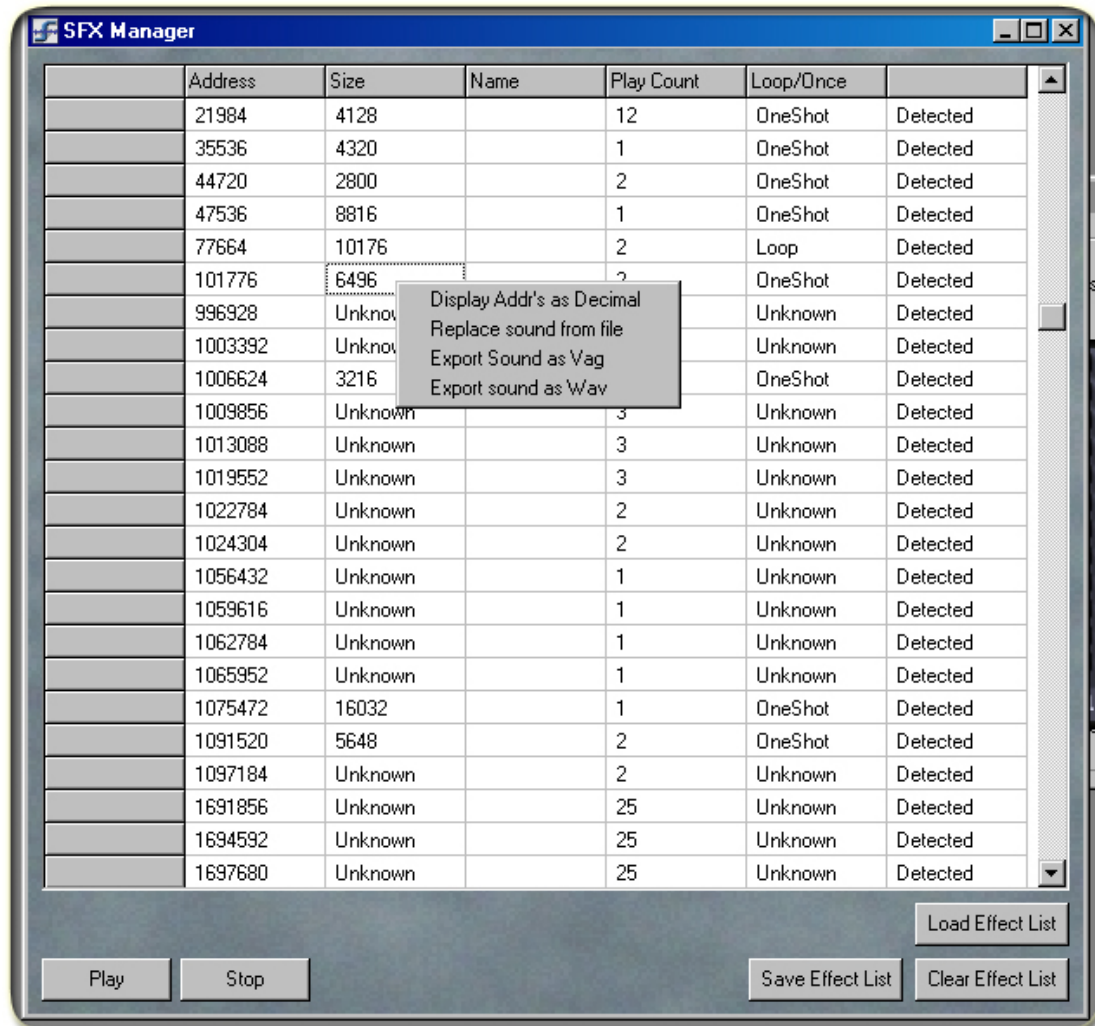 SFX Manager
Address Size Name Play Count Loop/Once
21984 4128 12 OneShot Detected
35536 4320 1 OneShot Detected
44720 2800 2 OneShot Detected
47536 8816 1 OneShot Detected
77664 10176 2 Loop Detected
101776 6496 OneShot Detected
996928 Unknown Detected
Display Addr's as Decimal
1003392 Unknown Detected
Replace sound from file
1006624 3216 OneShot Detected
Export Sound as Vag
Export sound as Wav
1009856 Unknown 3 Unknown Detected
1013088 Unknown 3 Unknown Detected
1019552 Unknown 3 Unknown Detected
1022784 Unknown 2 Unknown Detected
1024304 Unknown 2 Unknown Detected
1056432 Unknown 1 Unknown Detected
1059616 Unknown 1 Unknown Detected
1062784 Unknown 1 Unknown Detected
1065952 Unknown 1 Unknown Detected
1075472 16032 1 OneShot Detected
1091520 5648 2 OneShot Detected
1097184 Unknown 2 Unknown Detected
1691856 Unknown 25 Unknown Detected
1694592 Unknown 25 Unknown Detected
1697680 Unknown 25 Unknown Detected
Load Effect List
Play Stop Save Effect List Clear Effect List